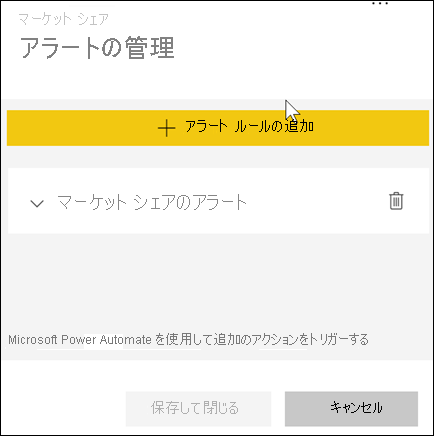 マーケット シェア
アラートの管理
アラート ルールの追加
マーケット シェアのアラート
Microsoft Power Automate を使用して追加のアクションをトリガーする
保存して閉じる
キャンセル